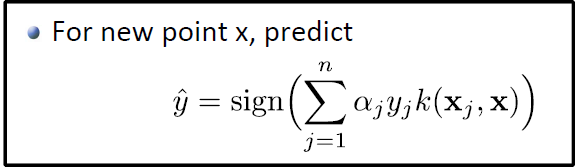 For new point x, predict
ŷ = sign(∑_{j=1}^{n} α_j y_j k(𝐱_j, 𝐱))